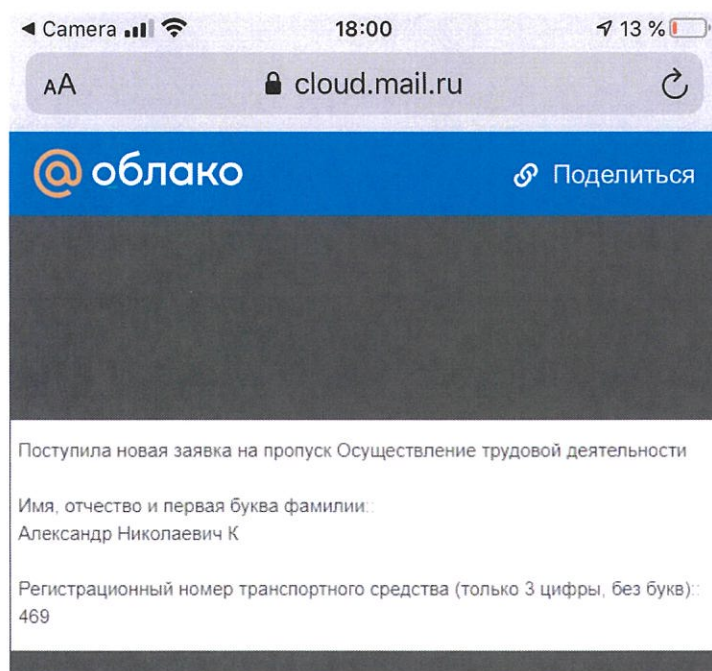 Camera 18:00 13 %
AA cloud.mail.ru
@ облако Поделиться
Поступила новая заявка на пропуск Осуществление трудовой деятельности
Имя, отчество и первая буква фамилии::
Александр Николаевич К
Регистрационный номер транспортного средства (только 3 цифры, без букв)::
469